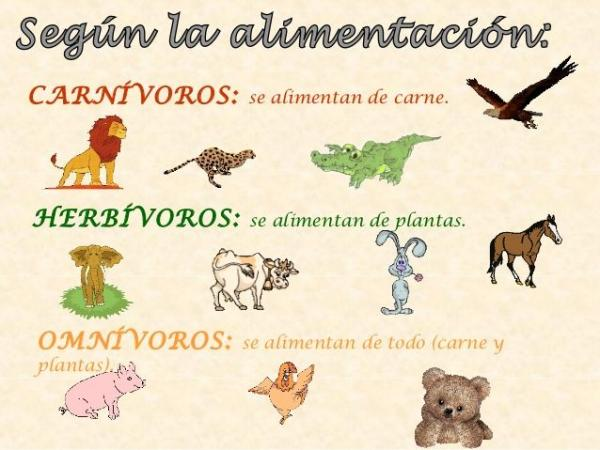 Según la alimentación:
CARNÍVOROS: se alimentan de carne.
HERBÍVOROS: se alimentan de plantas.
OMNÍVOROS: se alimentan de todo (carne y
plantas).